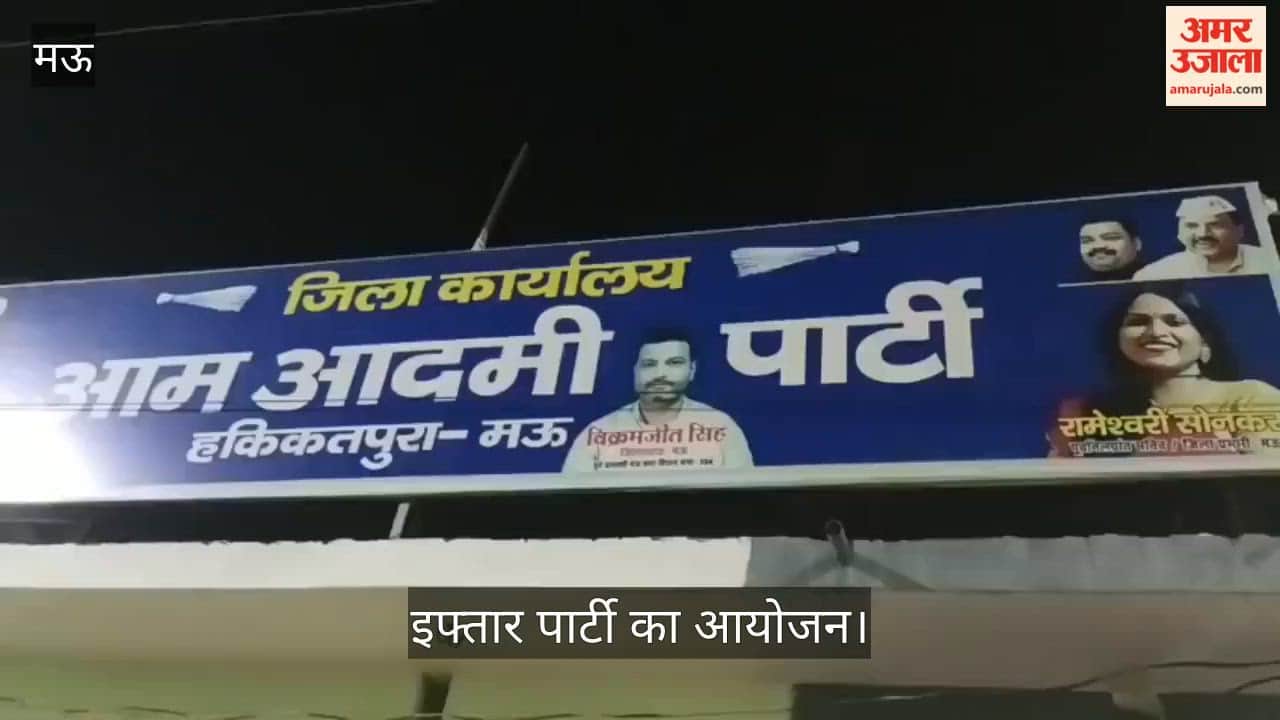 मऊ
अमर
उजाला
amarujala.com
जिला कार्यालय
आम आदमी पार्टी
हकिकतपुरा- मऊ
विक्रमजीत सिंह
रामेश्वरी सोनकर
इफ्तार पार्टी का आयोजन।